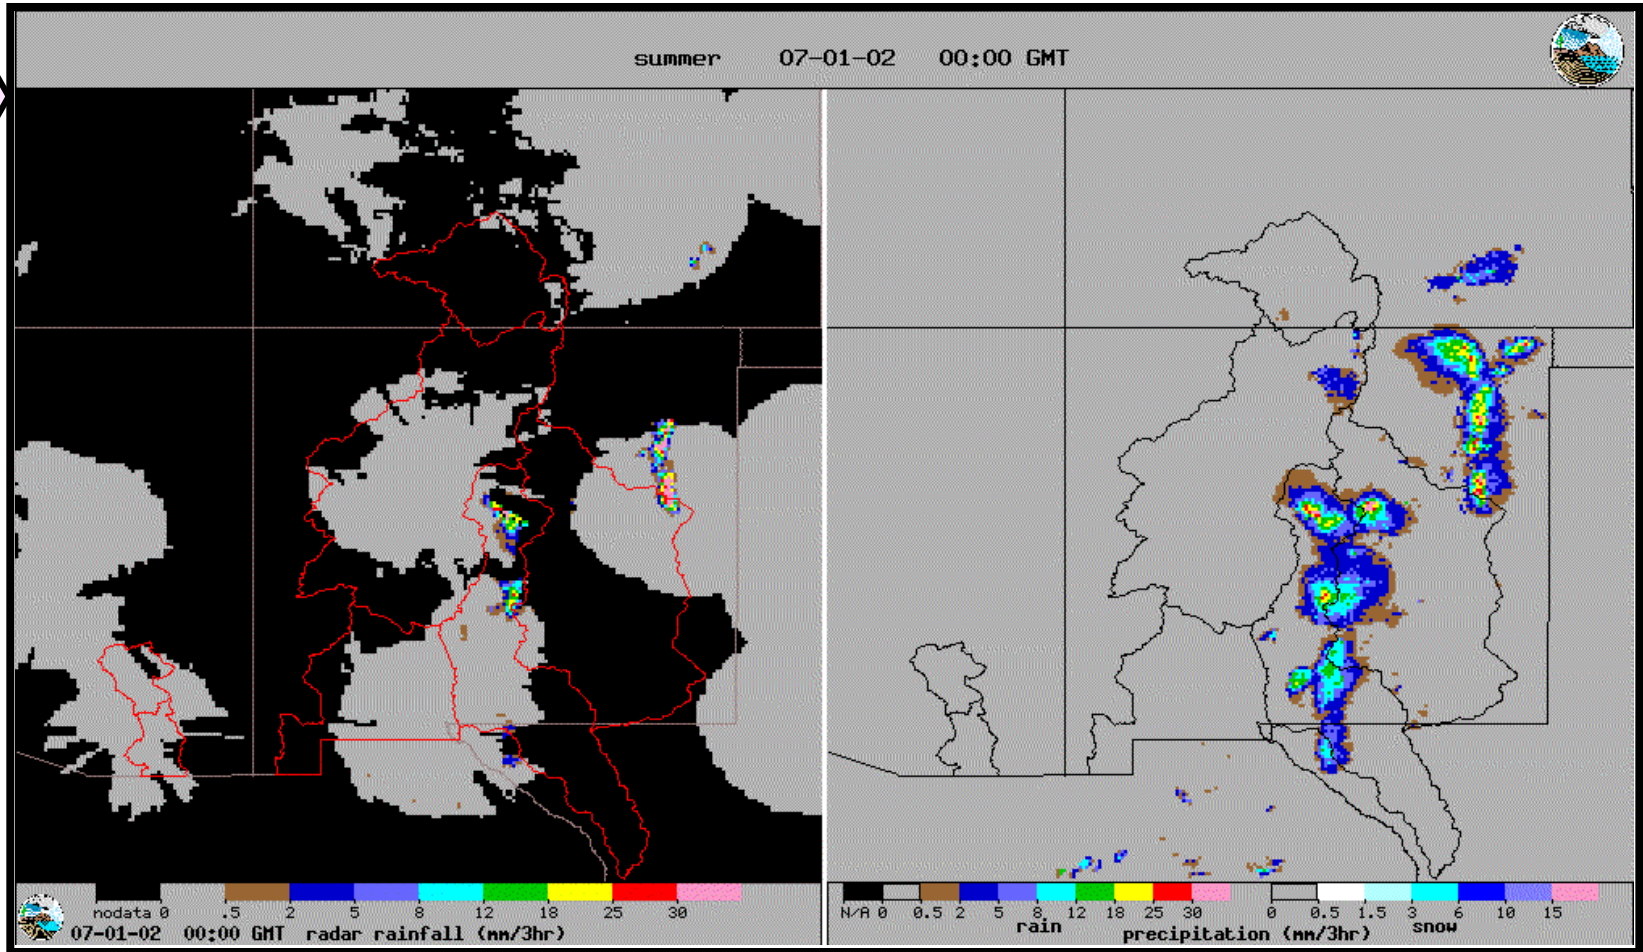 summer 07-01-02 00:00 GMT
nodata 0 .5 2 5 8 12 18 25 30
07-01-02 00:00 GMT radar rainfall (mm/3hr)
N/A 0 0.5 2 5 8 12 18 25 30 0 0.5 1.5 3 6 10 15
rain snow
precipitation (mm/3hr)